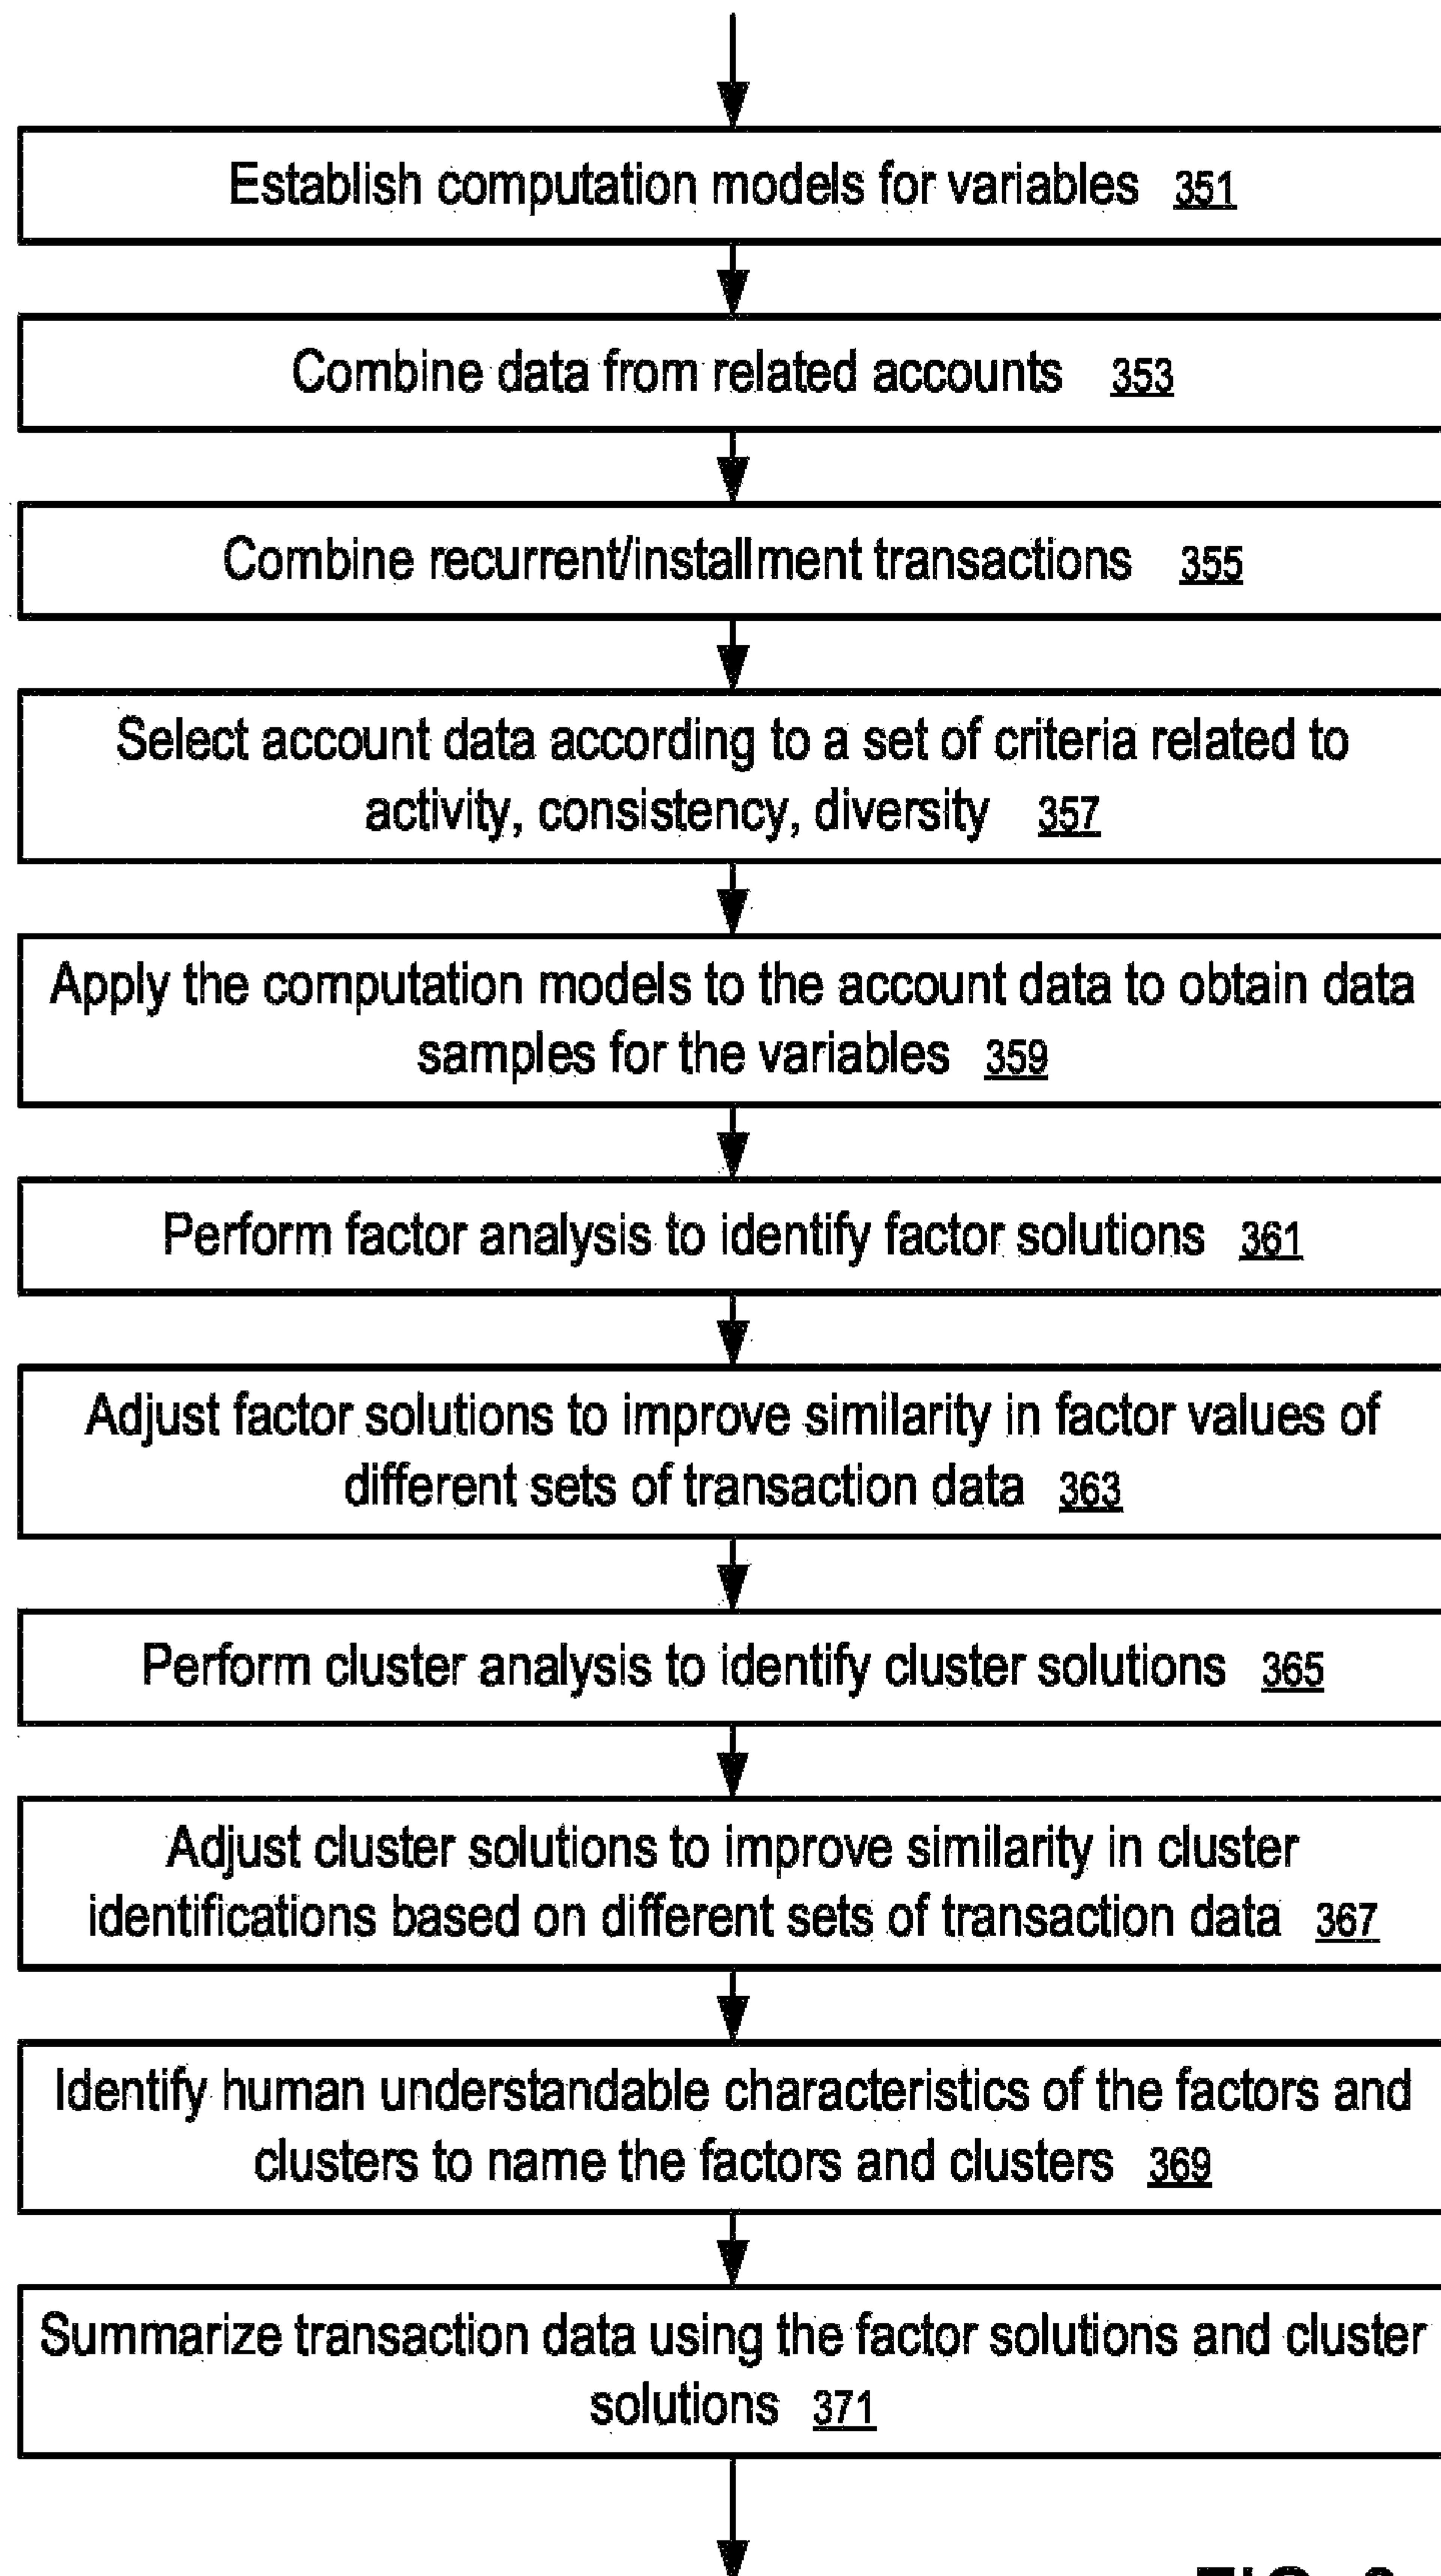 Establish computation models for variables 351
Combine data from related accounts 353
Combine recurrent/installment transactions 355
Select account data according to a set of criteria related to
activity, consistency, diversity 357
Apply the computation models to the account data to obtain data
samples for the variables 359
Perform factor analysis to identify factor solutions 361
Adjust factor solutions to improve similarity in factor values of
different sets of transaction data 363
Perform cluster analysis to identify cluster solutions 365
Adjust cluster solutions to improve similarity in cluster
identifications based on different sets of transaction data 367
Identify human understandable characteristics of the factors and
clusters to name the factors and clusters 369
Summarize transaction data using the factor solutions and cluster
solutions 371